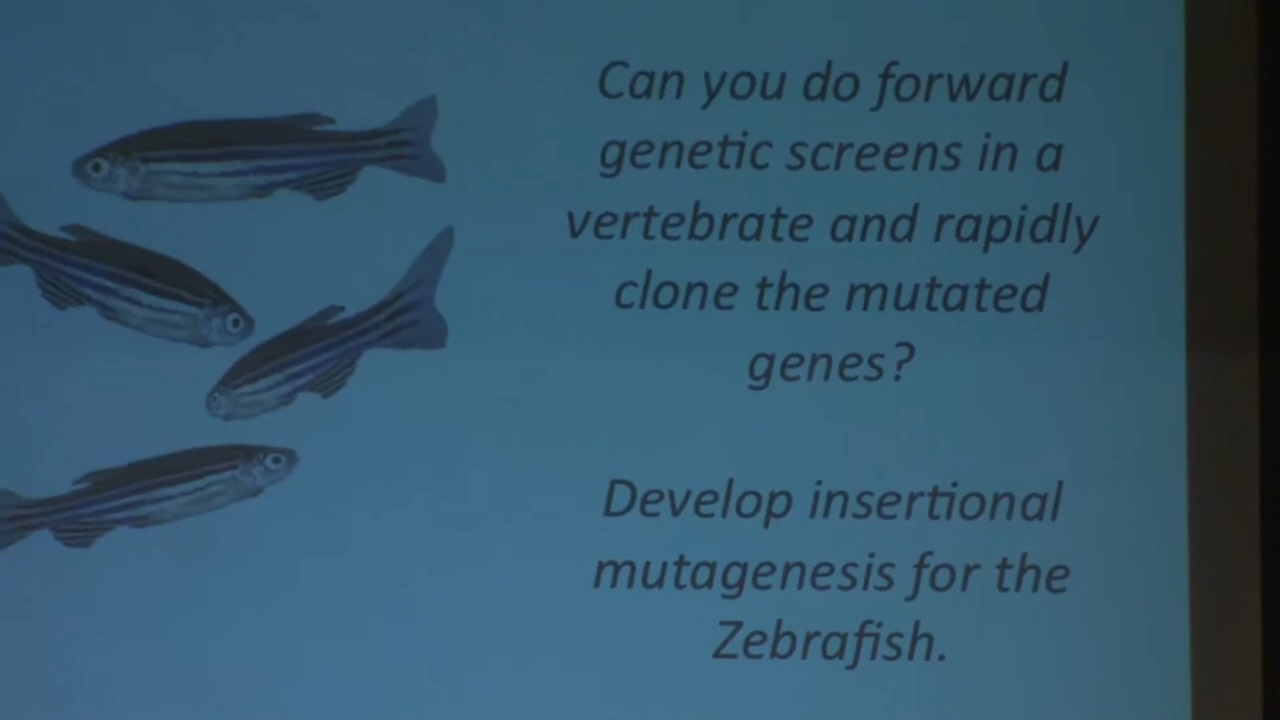 Can you do forward
genetic screens in a
vertebrate and rapidly
clone the mutated
genes?
Develop insertional
mutagenesis for the
Zebrafish.